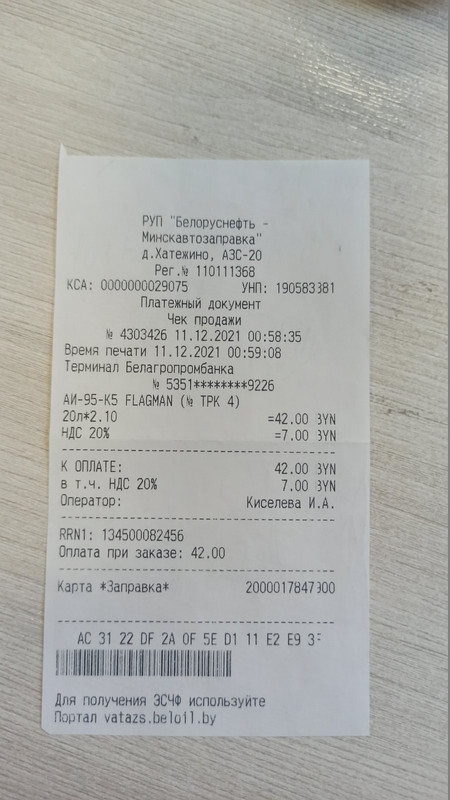 РУП "Белоруснефть -
Минскавтозаправка"
д.Хатежино, АЗС-20
Рег.№ 110111368
КСА: 0000000029075 УНП: 190583381
Платежный документ
Чек продажи
№ 4303426 11.12.2021 00:58:35
Время печати 11.12.2021 00:59:08
Терминал Белагропромбанка
№ 5351********9226
АИ-95-К5 FLAGMAN (№ ТРК 4)
20л*2.10 =42.00 BYN
НДС 20% =7.00 BYN
К ОПЛАТЕ: 42.00 BYN
в т.ч. НДС 20% 7.00 BYN
Оператор: Киселева И.А.
RRN1: 134500082456
Оплата при заказе: 42.00
Карта *Заправка* 2000017847900
AC 31 22 DF 2A 0F 5E D1 11 E2 E9 3F
Для получения ЭСЧФ используйте
Портал vatazs.beloil.by